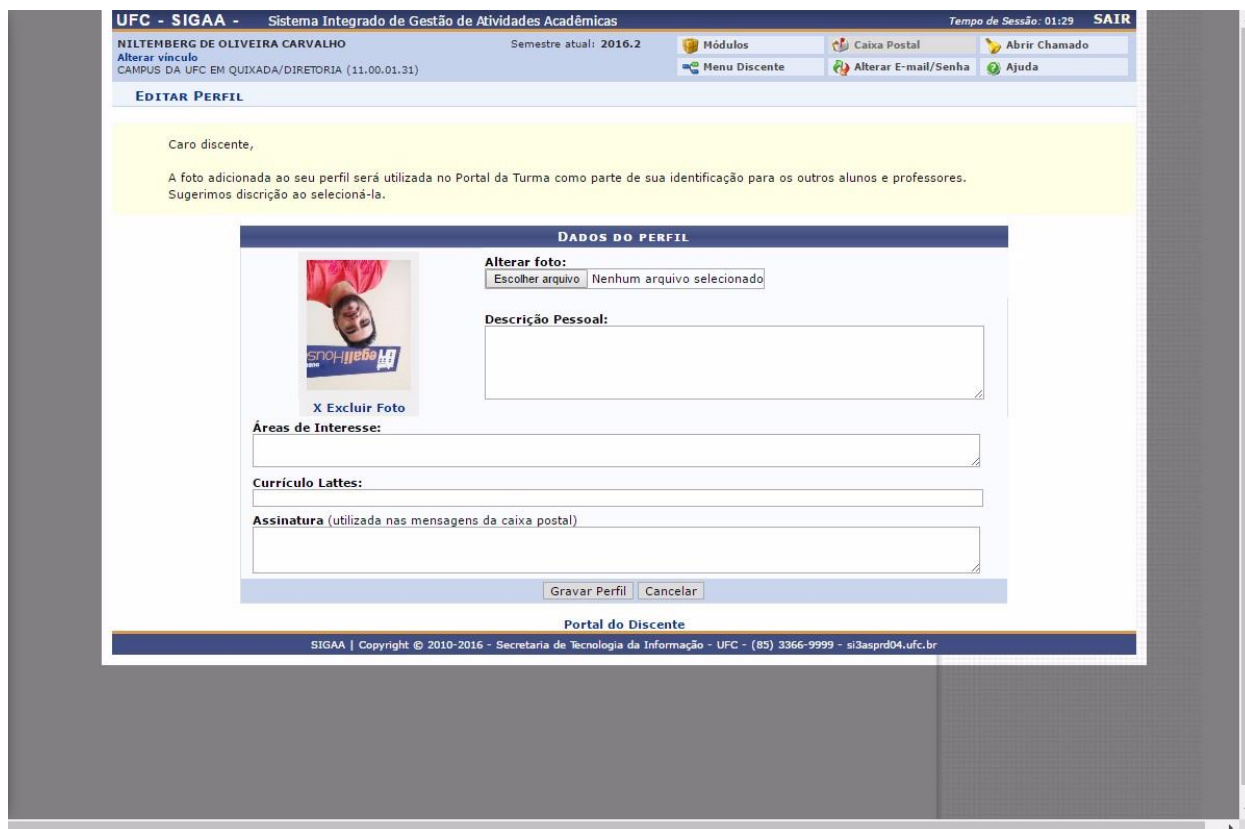 UFC - SIGAA - Sistema Integrado de Gestão de Atividades Acadêmicas Tempo de Sessão: 01:29 SAIR
NILTEMBERG DE OLIVEIRA CARVALHO Semestre atual: 2016.2 Módulos Caixa Postal Abrir Chamado
Alterar vínculo
CAMPUS DA UFC EM QUIXADA/DIRETORIA (11.00.01.31) Menu Discente Alterar E-mail/Senha Ajuda
EDITAR PERFIL
Caro discente,
A foto adicionada ao seu perfil será utilizada no Portal da Turma como parte de sua identificação para os outros alunos e professores.
Sugerimos discrição ao selecioná-la.
DADOS DO PERFIL
Alterar foto:
Escolher arquivo Nenhum arquivo selecionado
Descrição Pessoal:
X Excluir Foto
Áreas de Interesse:
Currículo Lattes:
Assinatura (utilizada nas mensagens da caixa postal)
Gravar Perfil Cancelar
Portal do Discente
SIGAA | Copyright © 2010-2016 - Secretaria de Tecnologia da Informação - UFC - (85) 3366-9999 - si3asprd04.ufc.br